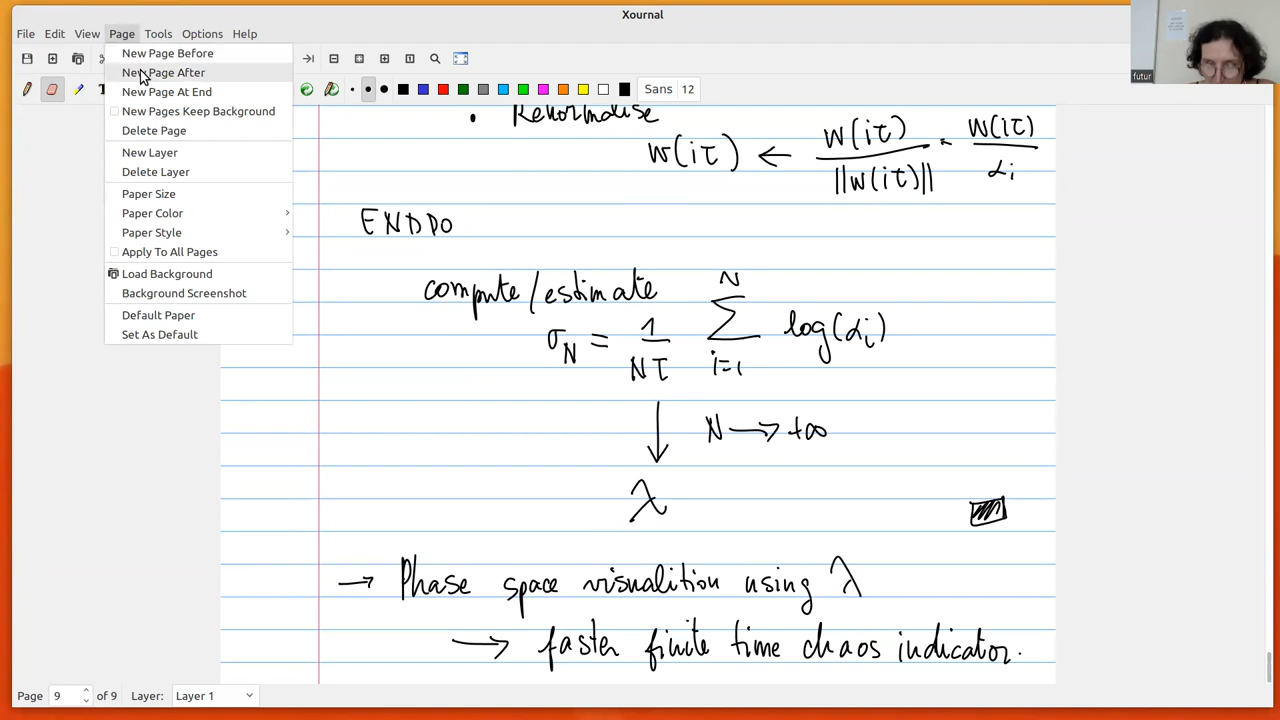 Xournal
File Edit View Page Tools Options Help
New Page Before
New Page After
New Page At End
New Pages Keep Background
Delete Page
New Layer
Delete Layer
Paper Size
Paper Color
Paper Style
Apply To All Pages
Load Background
Background Screenshot
Default Paper
Set As Default
Sans 12
futur
• Renormalise
w(iτ) ← w(iτ) / ||w(iτ)|| · w(iτ) / αi
ENDDO
compute/estimate
σN = 1/Nτ Σ i=1 N log(αi)
↓ N → +∞
λ
→ Phase space visualition using λ
→ faster finite time chaos indicator.
Page 9 of 9 Layer: Layer 1